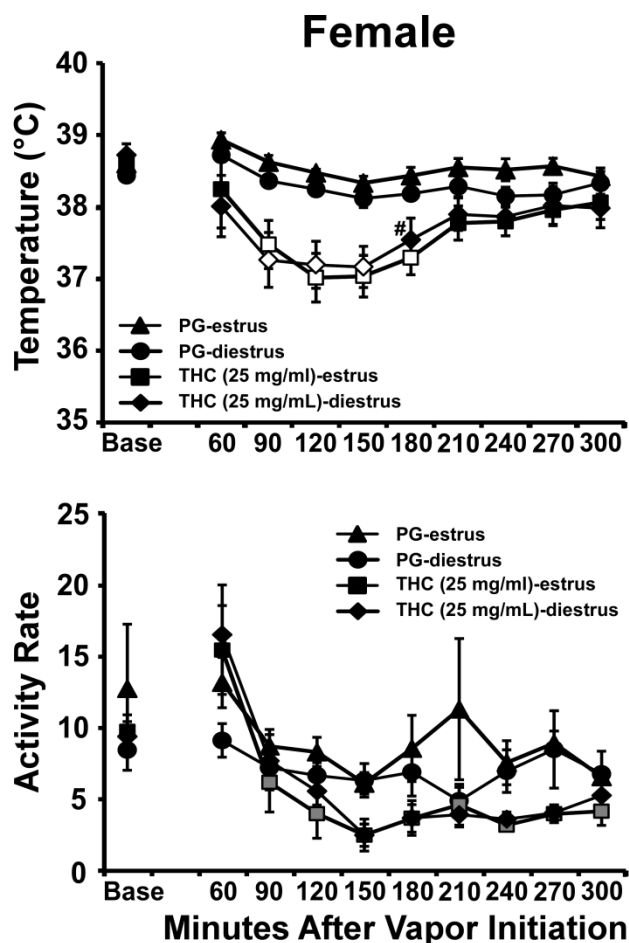 Female
Temperature (°C)
40
39
38
37
36
35
#
PG-estrus
PG-diestrus
THC (25 mg/ml)-estrus
THC (25 mg/mL)-diestrus
Base 60 90 120 150 180 210 240 270 300
Activity Rate
25
20
15
10
5
0
PG-estrus
PG-diestrus
THC (25 mg/ml)-estrus
THC (25 mg/mL)-diestrus
Base 60 90 120 150 180 210 240 270 300
Minutes After Vapor Initiation